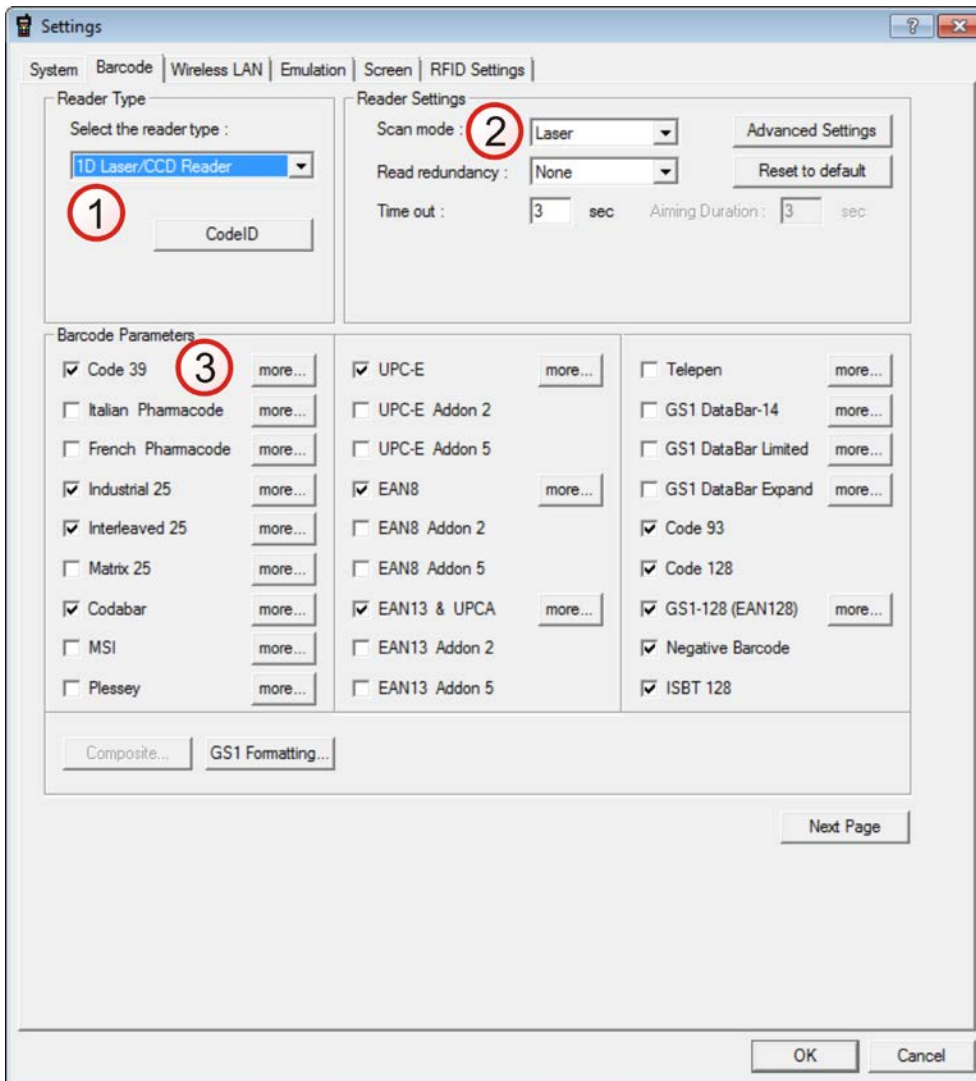 Settings
System Barcode Wireless LAN Emulation Screen RFID Settings
Reader Type
Select the reader type :
1D Laser/CCD Reader
1
CodeID
Reader Settings
Scan mode : 2 Laser Advanced Settings
Read redundancy : None Reset to default
Time out : 3 sec Aiming Duration : 3 sec
Barcode Parameters
Code 39 3 more... UPC-E more... Telepen more...
Italian Pharmacode more... UPC-E Addon 2 GS1 DataBar-14 more...
French Pharmacode more... UPC-E Addon 5 GS1 DataBar Limited more...
Industrial 25 more... EAN8 more... GS1 DataBar Expand more...
Interleaved 25 more... EAN8 Addon 2 Code 93
Matrix 25 more... EAN8 Addon 5 Code 128
Codabar more... EAN13 & UPCA more... GS1-128 (EAN128) more...
MSI more... EAN13 Addon 2 Negative Barcode
Plessey more... EAN13 Addon 5 ISBT 128
Composite... GS1 Formatting...
Next Page
OK Cancel